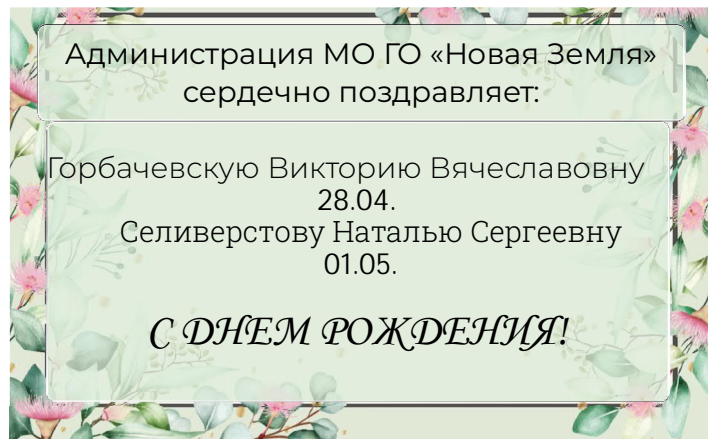 Администрация МО ГО «Новая Земля»
сердечно поздравляет:
Горбачевскую Викторию Вячеславовну
28.04.
Селиверстову Наталью Сергеевну
01.05.
С ДНЕМ РОЖДЕНИЯ!